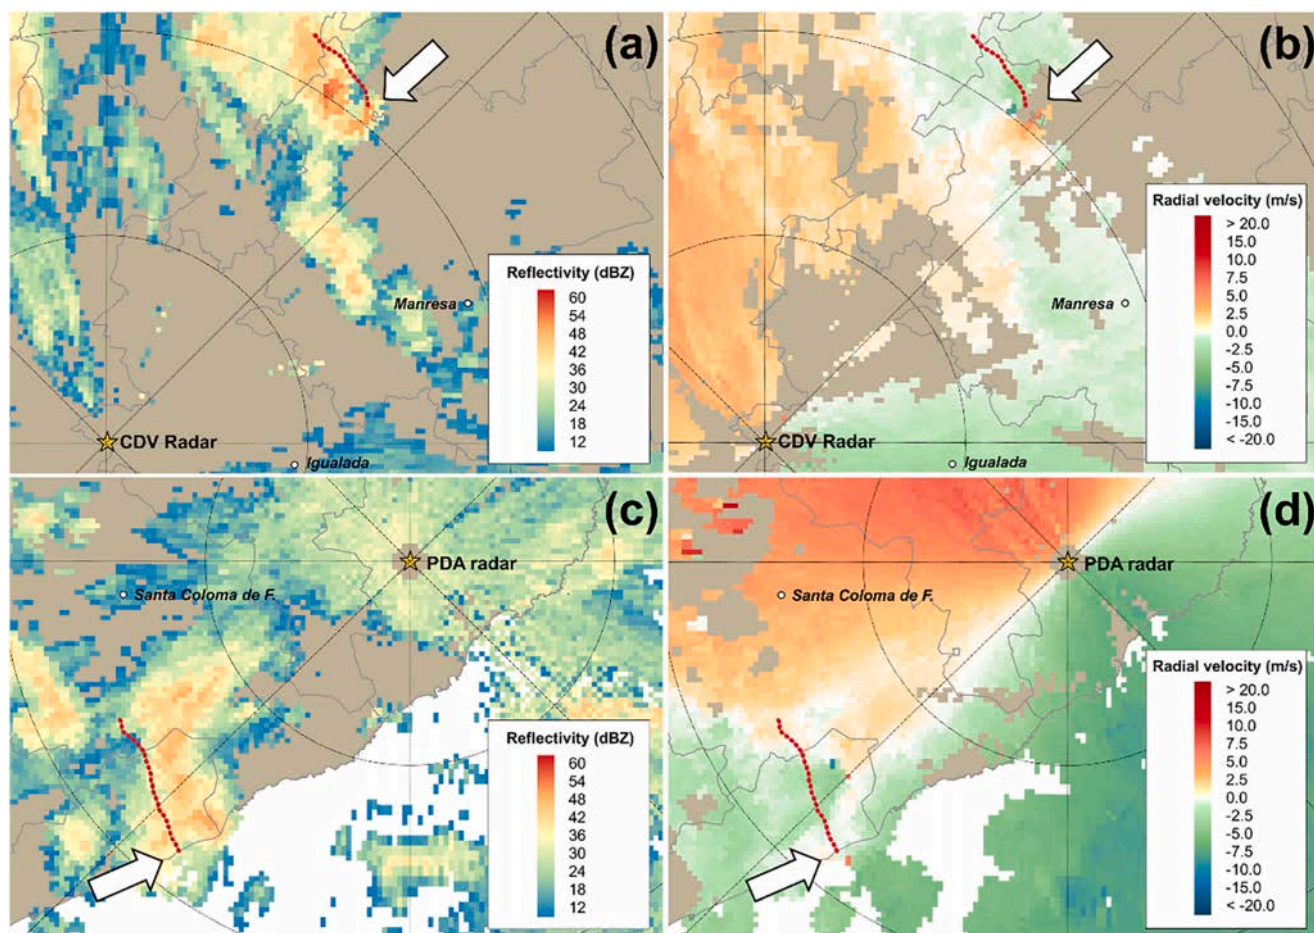 (a)
Reflectivity (dBZ)
60
54
48
42
36
30
24
18
12
Manresa
CDV Radar
Igualada
(b)
Radial velocity (m/s)
> 20.0
15.0
10.0
7.5
5.0
2.5
0.0
-2.5
-5.0
-7.5
-10.0
-15.0
< -20.0
Manresa
CDV Radar
Igualada
(c)
PDA radar
Santa Coloma de F.
Reflectivity (dBZ)
60
54
48
42
36
30
24
18
12
(d)
PDA radar
Santa Coloma de F.
Radial velocity (m/s)
> 20.0
15.0
10.0
7.5
5.0
2.5
0.0
-2.5
-5.0
-7.5
-10.0
-15.0
< -20.0